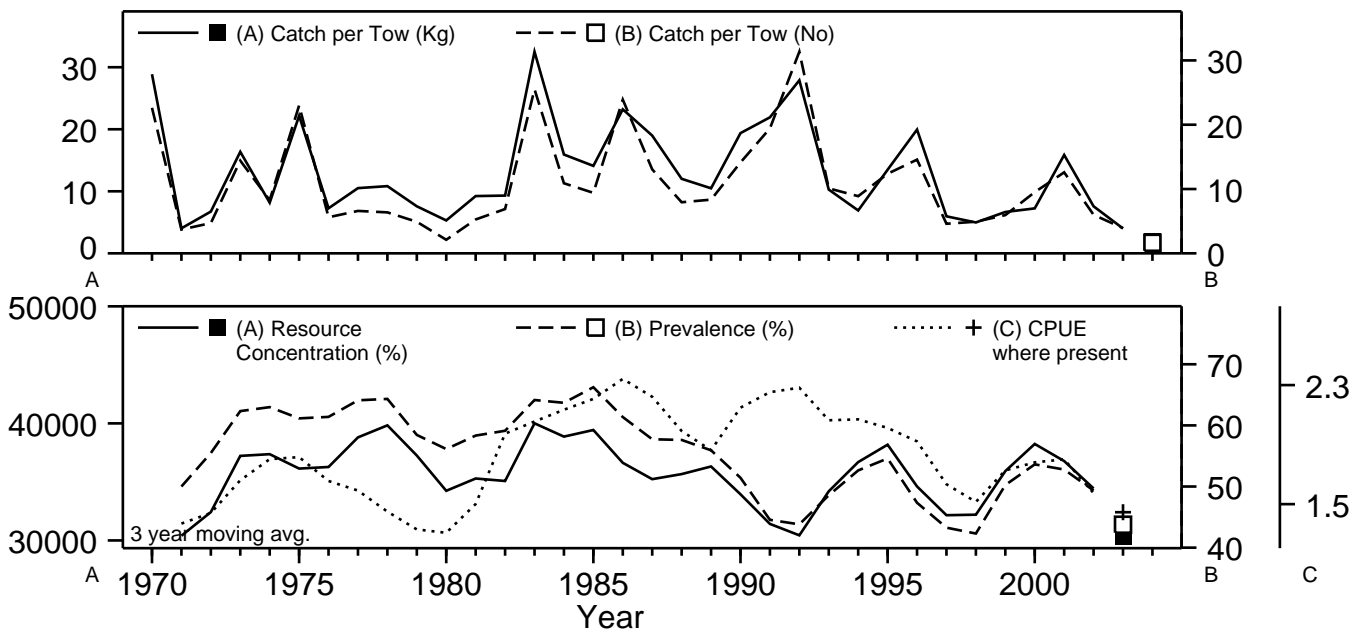 (A) Catch per Tow (Kg) (B) Catch per Tow (No)
30 30
20 20
10 10
0 0
A B
50000
(A) Resource Concentration (%) (B) Prevalence (%) (C) CPUE where present
70
2.3
40000 60
50
1.5
3 year moving avg.
30000 40
A B C
1970 1975 1980 1985 1990 1995 2000
Year